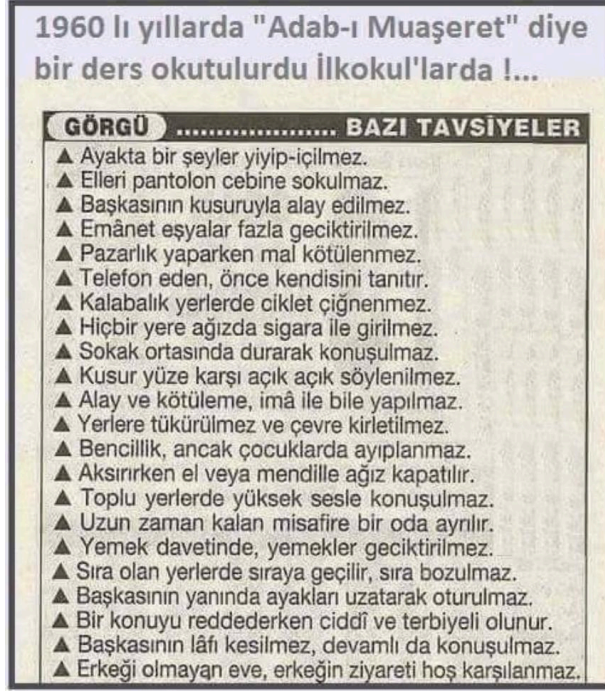 1960 lı yıllarda "Adab-ı Muaşeret" diye
bir ders okutulurdu İlkokul'larda !...
GÖRGÜ .................... BAZI TAVSİYELER
▲ Ayakta bir şeyler yiyip-içilmez.
▲ Elleri pantolon cebine sokulmaz.
▲ Başkasının kusuruyla alay edilmez.
▲ Emânet eşyalar fazla geciktirilmez.
▲ Pazarlık yaparken mal kötülenmez.
▲ Telefon eden, önce kendisini tanıtır.
▲ Kalabalık yerlerde ciklet çiğnenmez.
▲ Hiçbir yere ağızda sigara ile girilmez.
▲ Sokak ortasında durarak konuşulmaz.
▲ Kusur yüze karşı açık açık söylenilmez.
▲ Alay ve kötüleme, imâ ile bile yapılmaz.
▲ Yerlere tükürülmez ve çevre kirletilmez.
▲ Bencillik, ancak çocuklarda ayıplanmaz.
▲ Aksırırken el veya mendille ağız kapatılır.
▲ Toplu yerlerde yüksek sesle konuşulmaz.
▲ Uzun zaman kalan misafire bir oda ayrılır.
▲ Yemek davetinde, yemekler geciktirilmez.
▲ Sıra olan yerlerde sıraya geçilir, sıra bozulmaz.
▲ Başkasının yanında ayakları uzatarak oturulmaz.
▲ Bir konuyu reddederken ciddî ve terbiyeli olunur.
▲ Başkasının lâfı kesilmez, devamlı da konuşulmaz.
▲ Erkeği olmayan eve, erkeğin ziyareti hoş karşılanmaz.